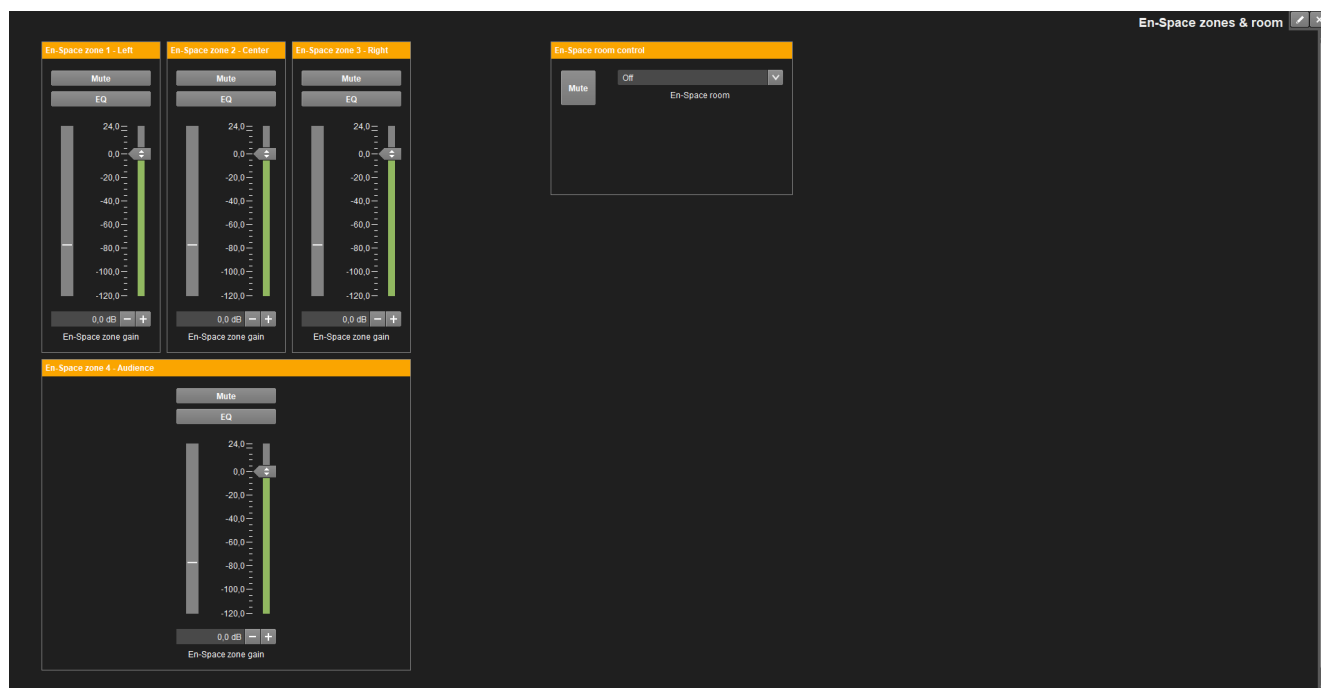 En-Space zones & room
En-Space zone 1 - Left
Mute
EQ
24,0
0,0
-20,0
-40,0
-60,0
-80,0
-100,0
-120,0
0,0 dB
En-Space zone gain
En-Space zone 2 - Center
Mute
EQ
24,0
0,0
-20,0
-40,0
-60,0
-80,0
-100,0
-120,0
0,0 dB
En-Space zone gain
En-Space zone 3 - Right
Mute
EQ
24,0
0,0
-20,0
-40,0
-60,0
-80,0
-100,0
-120,0
0,0 dB
En-Space zone gain
En-Space room control
Mute
Off
En-Space room
En-Space zone 4 - Audience
Mute
EQ
24,0
0,0
-20,0
-40,0
-60,0
-80,0
-100,0
-120,0
0,0 dB
En-Space zone gain